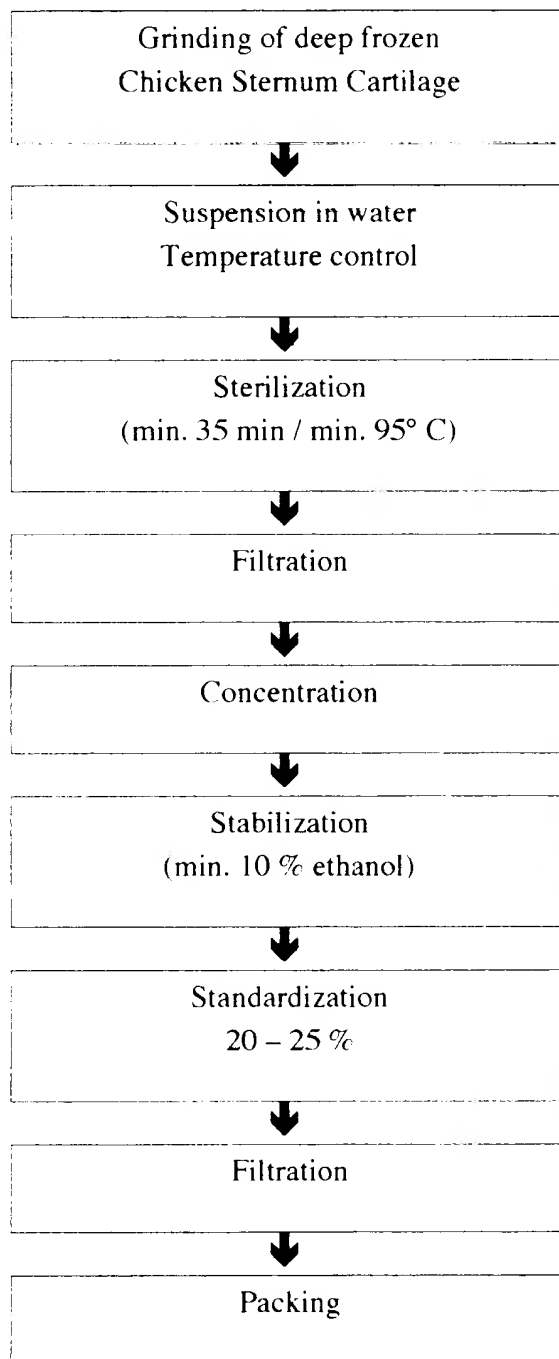 Grinding of deep frozen
Chicken Sternum Cartilage
Suspension in water
Temperature control
Sterilization
(min. 35 min / min. 95° C)
Filtration
Concentration
Stabilization
(min. 10 % ethanol)
Standardization
20 – 25 %
Filtration
Packing